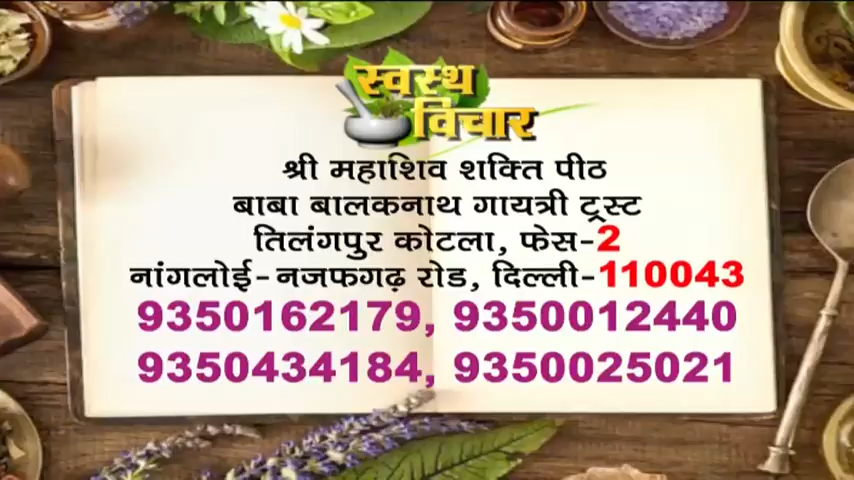 स्वस्थ
विचार
श्री महाशिव शक्ति पीठ
बाबा बालकनाथ गायत्री ट्रस्ट
तिलंगपुर कोटला, फेस-2
नांगलोई-नजफगढ़ रोड, दिल्ली-110043
9350162179, 9350012440
9350434184, 9350025021